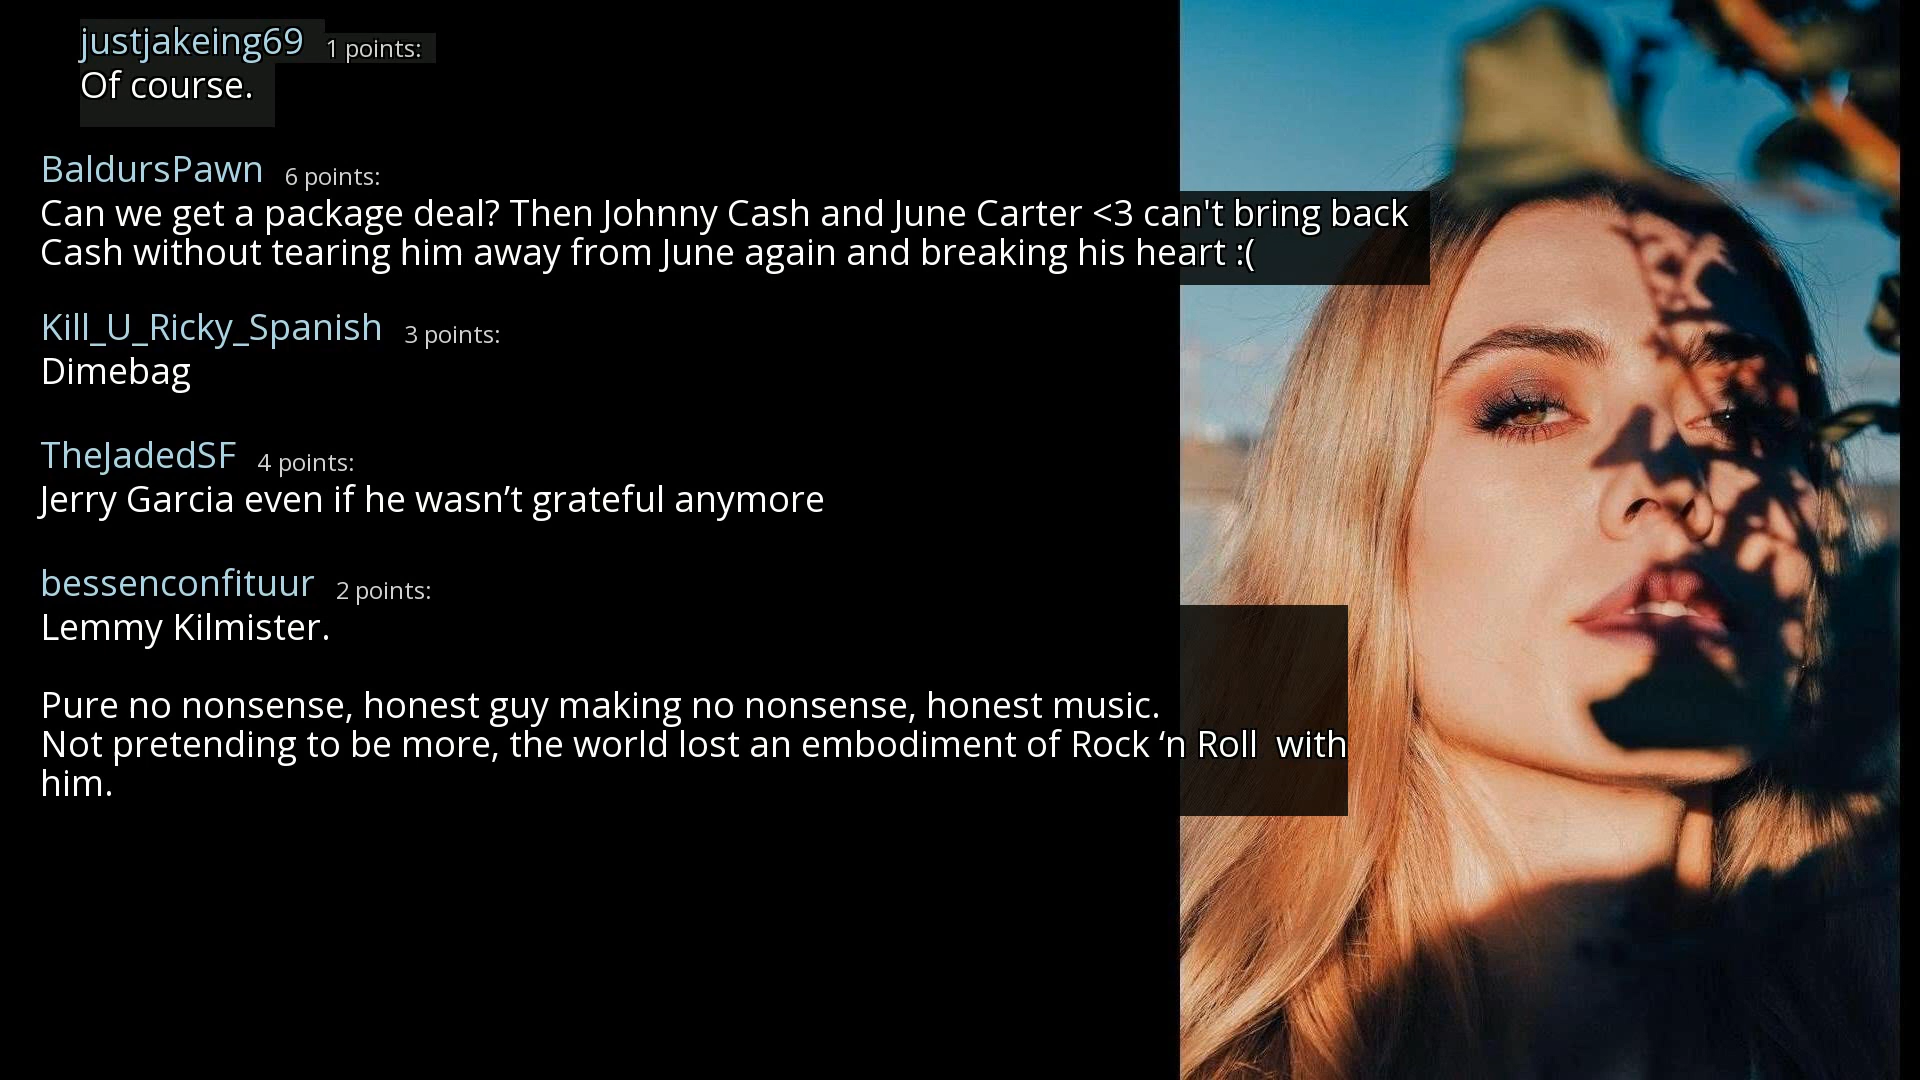 justjakeing69 1 points:
Of course.
BaldursPawn 6 points:
Can we get a package deal? Then Johnny Cash and June Carter <3 can't bring back
Cash without tearing him away from June again and breaking his heart :(
Kill_U_Ricky_Spanish 3 points:
Dimebag
TheJadedSF 4 points:
Jerry Garcia even if he wasn’t grateful anymore
bessenconfituur 2 points:
Lemmy Kilmister.
Pure no nonsense, honest guy making no nonsense, honest music.
Not pretending to be more, the world lost an embodiment of Rock ‘n Roll  with
him.